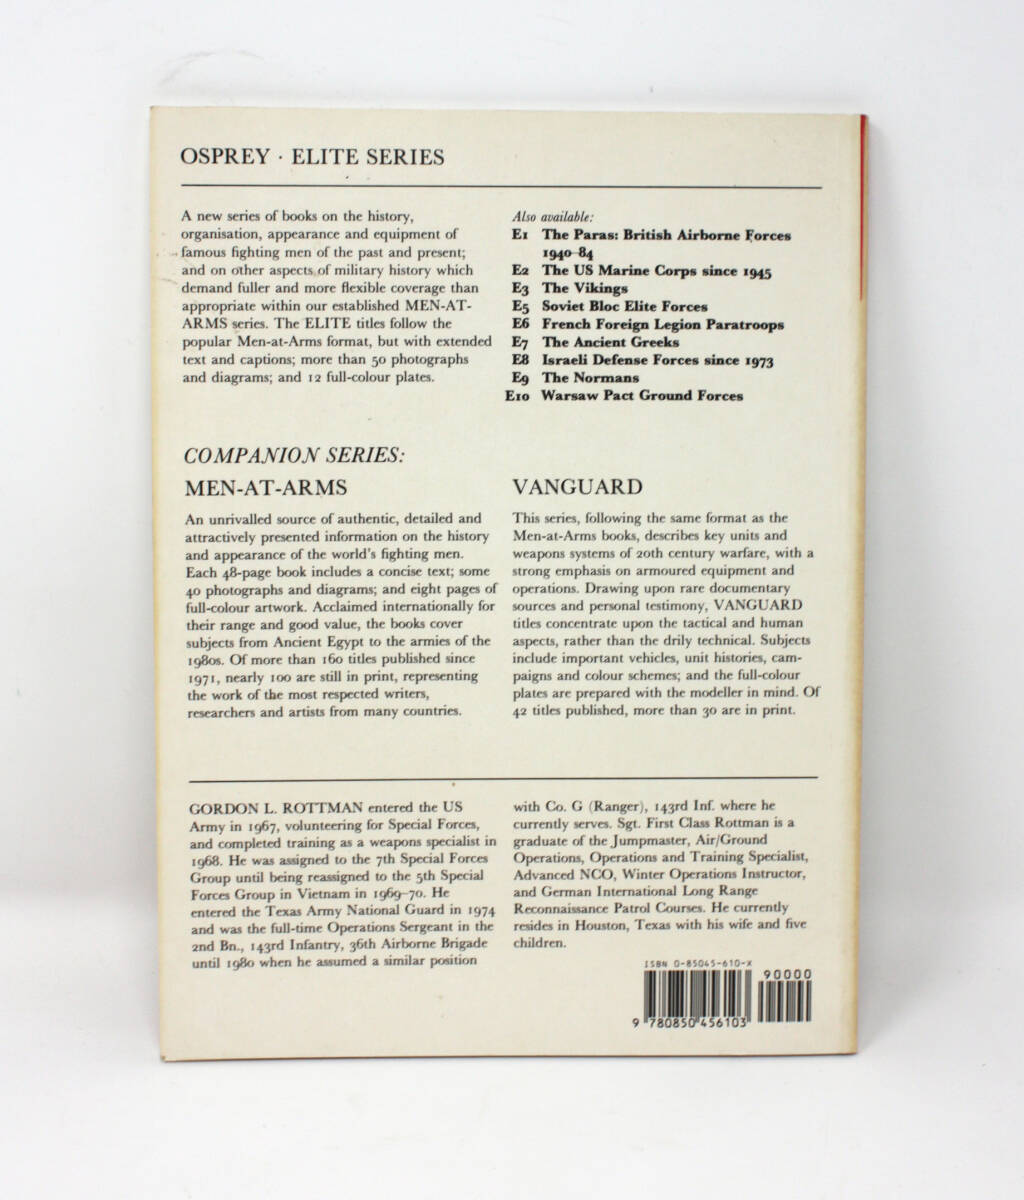 OSPREY · ELITE SERIES
A new series of books on the history,
organisation, appearance and equipment of
famous fighting men of the past and present;
and on other aspects of military history which
demand fuller and more flexible coverage than
appropriate within our established MEN-AT-
ARMS series. The ELITE titles follow the
popular Men-at-Arms format, but with extended
text and captions; more than 50 photographs
and diagrams; and 12 full-colour plates.
Also available:
E1 The Paras: British Airborne Forces
1940–84
E2 The US Marine Corps since 1945
E3 The Vikings
E5 Soviet Bloc Elite Forces
E6 French Foreign Legion Paratroops
E7 The Ancient Greeks
E8 Israeli Defense Forces since 1973
E9 The Normans
E10 Warsaw Pact Ground Forces
COMPANION SERIES:
MEN-AT-ARMS
An unrivalled source of authentic, detailed and
attractively presented information on the history
and appearance of the world's fighting men.
Each 48-page book includes a concise text; some
40 photographs and diagrams; and eight pages of
full-colour artwork. Acclaimed internationally for
their range and good value, the books cover
subjects from Ancient Egypt to the armies of the
1980s. Of more than 160 titles published since
1971, nearly 100 are still in print, representing
the work of the most respected writers,
researchers and artists from many countries.
VANGUARD
This series, following the same format as the
Men-at-Arms books, describes key units and
weapons systems of 20th century warfare, with a
strong emphasis on armoured equipment and
operations. Drawing upon rare documentary
sources and personal testimony, VANGUARD
titles concentrate upon the tactical and human
aspects, rather than the drily technical. Subjects
include important vehicles, unit histories, cam-
paigns and colour schemes; and the full-colour
plates are prepared with the modeller in mind. Of
42 titles published, more than 30 are in print.
GORDON L. ROTTMAN entered the US
Army in 1967, volunteering for Special Forces,
and completed training as a weapons specialist in
1968. He was assigned to the 7th Special Forces
Group until being reassigned to the 5th Special
Forces Group in Vietnam in 1969–70. He
entered the Texas Army National Guard in 1974
and was the full-time Operations Sergeant in the
2nd Bn., 143rd Infantry, 36th Airborne Brigade
until 1980 when he assumed a similar position
with Co. G (Ranger), 143rd Inf. where he
currently serves. Sgt. First Class Rottman is a
graduate of the Jumpmaster, Air/Ground
Operations, Operations and Training Specialist,
Advanced NCO, Winter Operations Instructor,
and German International Long Range
Reconnaissance Patrol Courses. He currently
resides in Houston, Texas with his wife and five
children.
ISBN 0-85045-610-X
90000
9 780850 456103